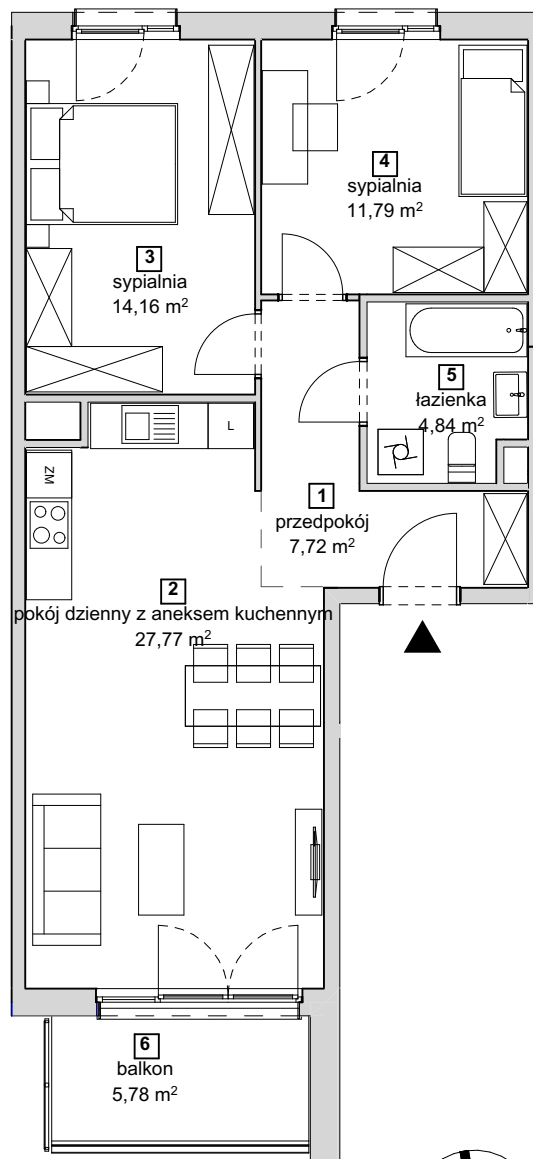 4
sypialnia
11,79 m²
3
sypialnia
14,16 m²
5
łazienka
4,84 m²
L
ZM
1
przedpokój
7,72 m²
2
pokój dzienny z aneksem kuchennym
27,77 m²
6
balkon
5,78 m²